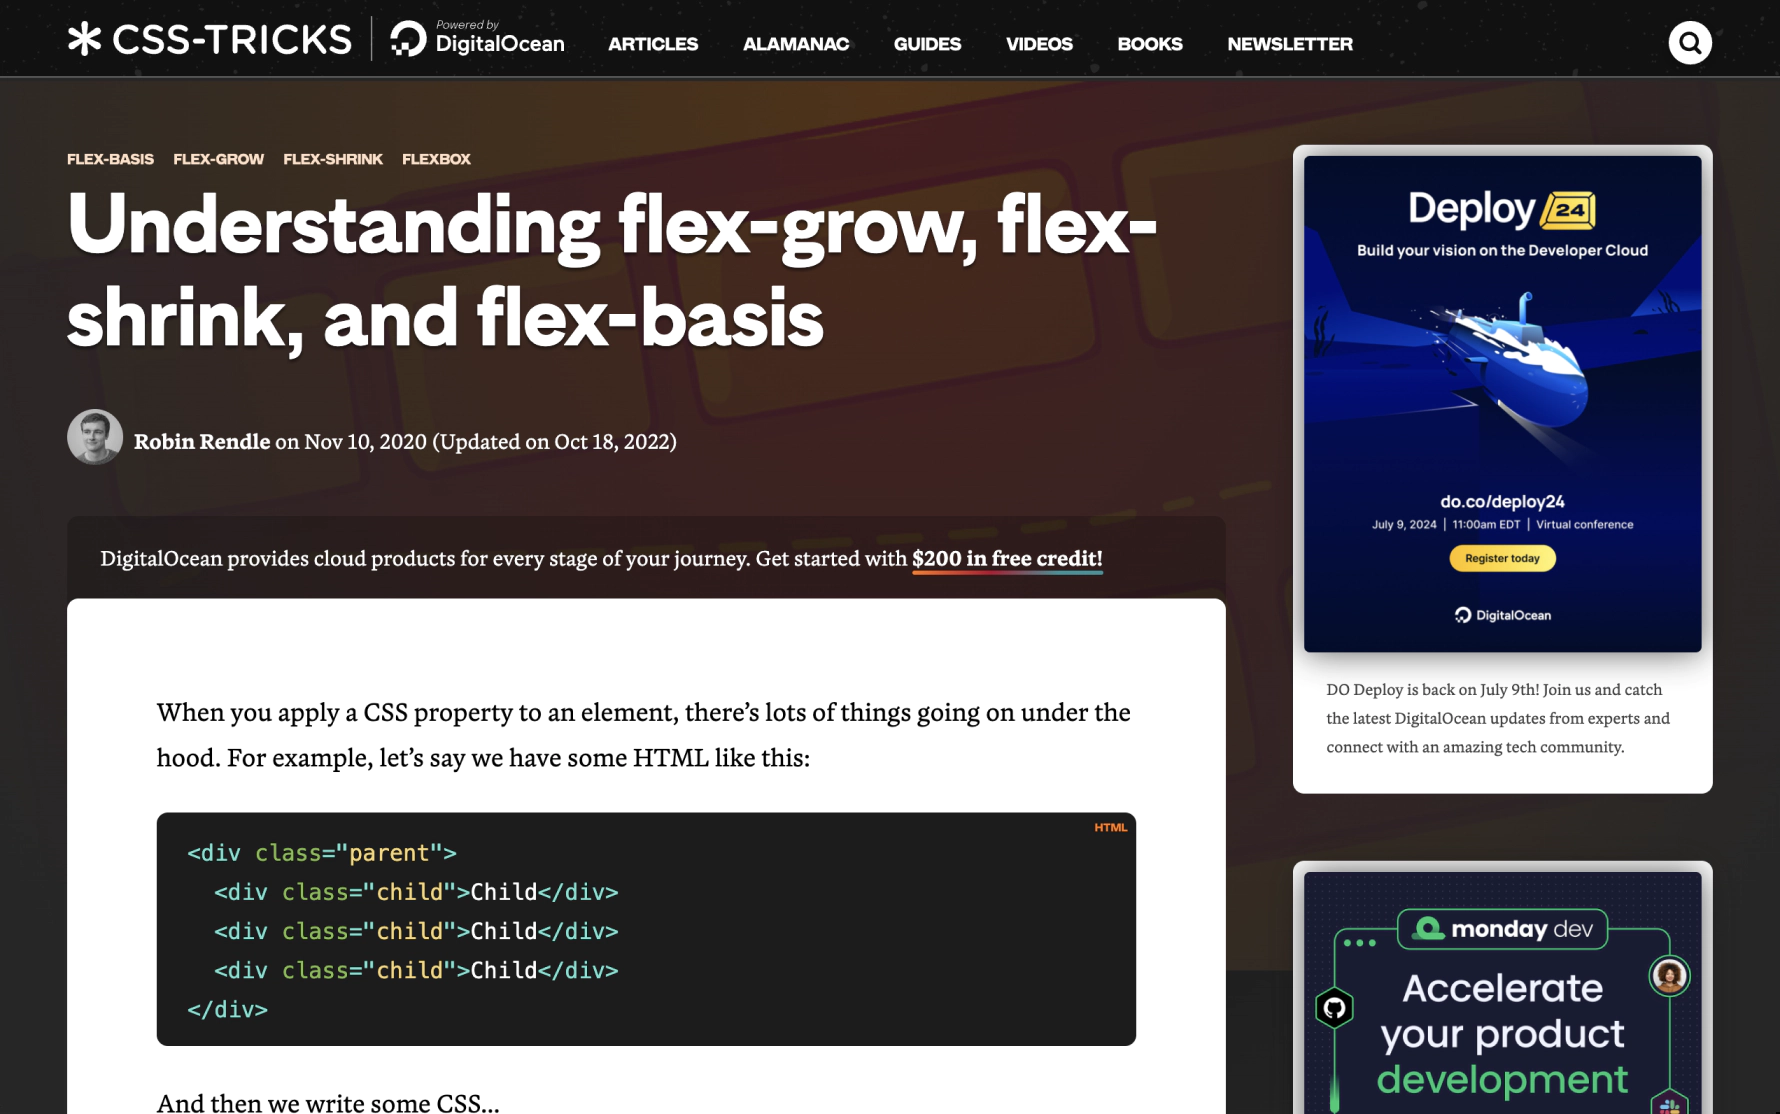 CSS-TRICKS
Powered by
DigitalOcean
ARTICLES ALAMANAC GUIDES VIDEOS BOOKS NEWSLETTER
FLEX-BASIS FLEX-GROW FLEX-SHRINK FLEXBOX
Understanding flex-grow, flex-
shrink, and flex-basis
Robin Rendle on Nov 10, 2020 (Updated on Oct 18, 2022)
DigitalOcean provides cloud products for every stage of your journey. Get started with $200 in free credit!
When you apply a CSS property to an element, there’s lots of things going on under the
hood. For example, let’s say we have some HTML like this:
HTML
<div class="parent">
  <div class="child">Child</div>
  <div class="child">Child</div>
  <div class="child">Child</div>
</div>
And then we write some CSS…
Deploy 24
Build your vision on the Developer Cloud
do.co/deploy24
July 9, 2024 | 11:00am EDT | Virtual conference
Register today
DigitalOcean
DO Deploy is back on July 9th! Join us and catch
the latest DigitalOcean updates from experts and
connect with an amazing tech community.
monday dev
Accelerate
your product
development